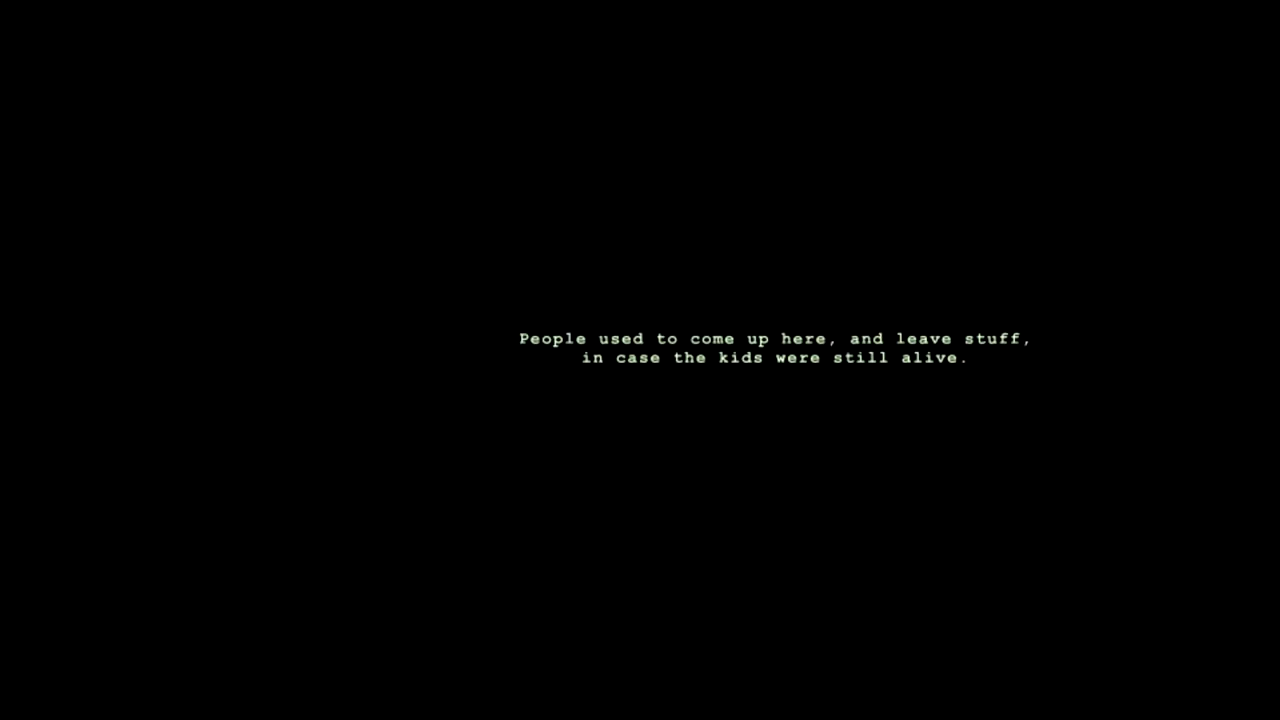 People used to come up here, and leave stuff,
in case the kids were still alive.